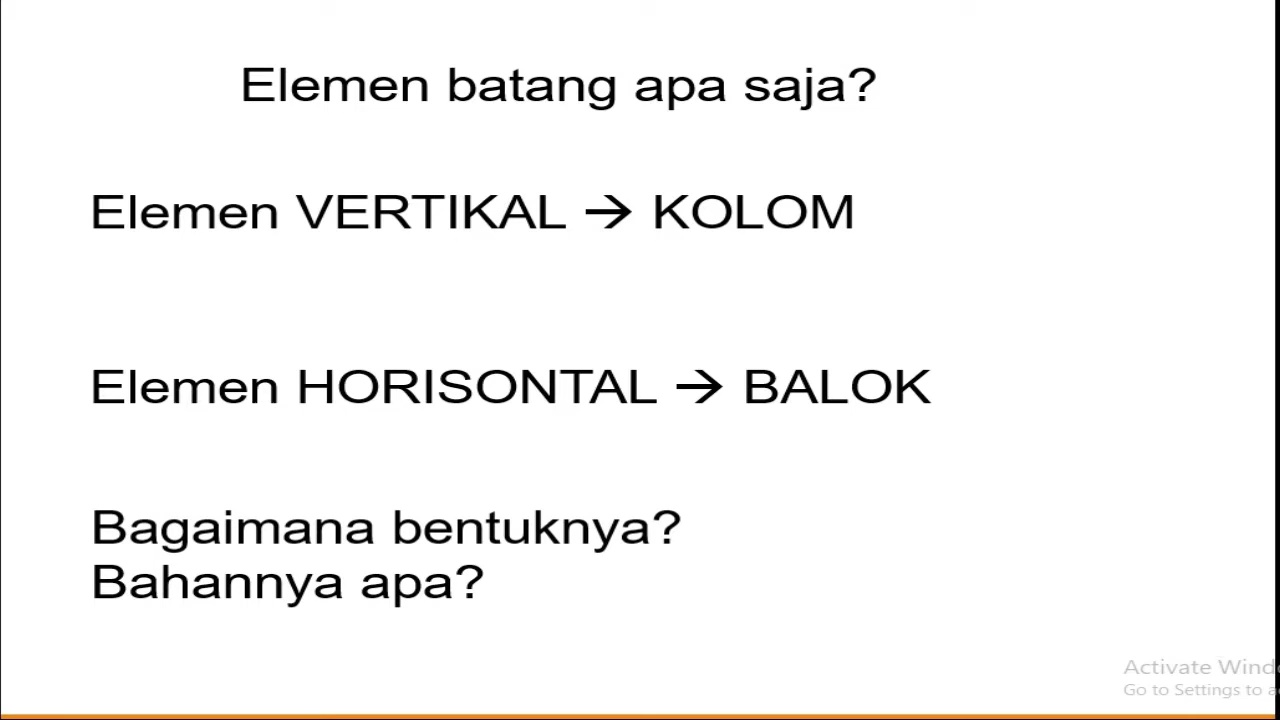 Elemen batang apa saja?
Elemen VERTIKAL → KOLOM
Elemen HORISONTAL → BALOK
Bagaimana bentuknya?
Bahannya apa?
Activate
Go to Settings to